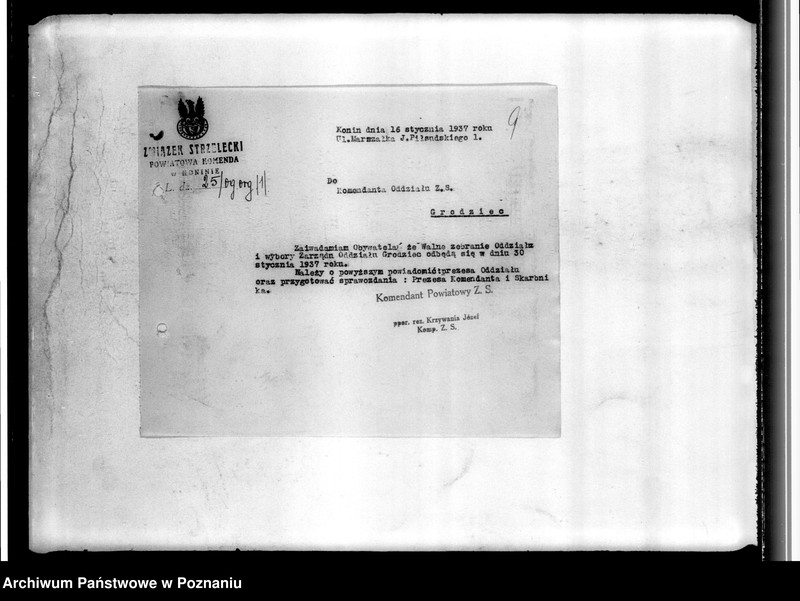 9
Konin dnia 16 stycznia 1937 roku
Ul.Marszałka J.Piłsudskiego 1.
ZWIĄZEK STRZELECKI
POWIATOWA KOMENDA
w KONINIE
L. dz. 25/og org/1/
Do
Komendanta Oddziału Z.S.
Grodziec
Zaiwadamiam Obywatela że Walne zebranie Oddziału
i wybory Zarządu Oddziału Grodziec odbędą się w dniu 30
stycznia 1937 roku.
Należy o powyższym powiadomić prezesa Oddziału
oraz przygotować sprawozdania : Prezesa Komendanta i Skarbni
ka.
Komendant Powiatowy Z. S.
ppor. rez. Krzywania Józef
Komp. Z. S.
Archiwum Państwowe w Poznaniu